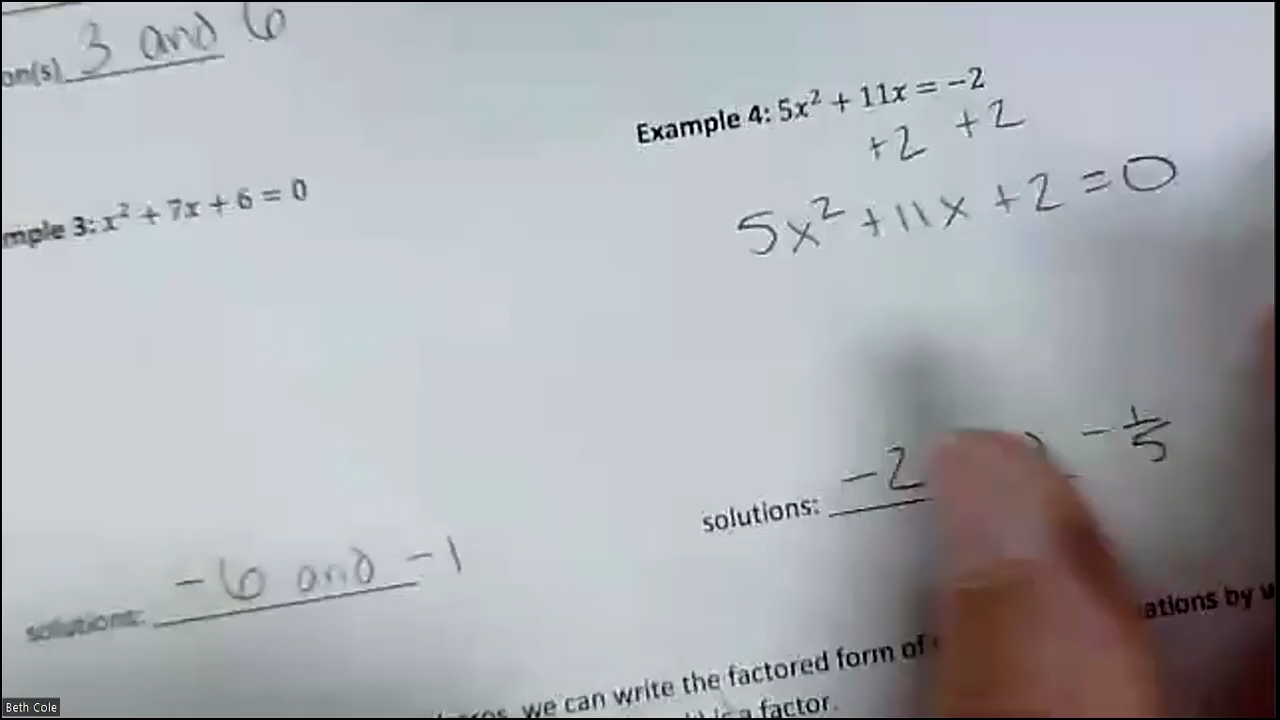 on(s) 3 and 6
Example 4: 5x² + 11x = −2
+2 +2
5x² + 11x + 2 = 0
mple 3: x² + 7x + 6 = 0
solutions: −2 − 1/5
solutions: −6 and −1
ations by w
we can write the factored form of
is a factor.
Beth Cole